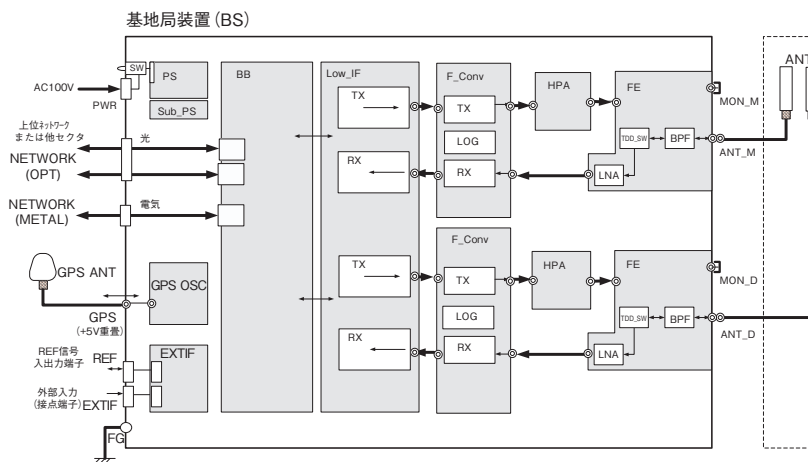 基地局装置(BS)
AC100V
PWR
SW
PS
Sub_PS
BB
Low_IF
TX
RX
F_Conv
TX
LOG
RX
HPA
FE
TDD_SW
BPF
LNA
MON_M
ANT_M
ANT
上位ネットワーク
または他セクタ
NETWORK
(OPT)
光
NETWORK
(METAL)
電気
GPS ANT
GPS
(+5V重畳)
GPS OSC
REF信号
入出力端子
REF
EXTIF
外部入力
(接点端子)
EXTIF
FG
TX
RX
F_Conv
TX
LOG
RX
HPA
FE
TDD_SW
BPF
LNA
MON_D
ANT_D